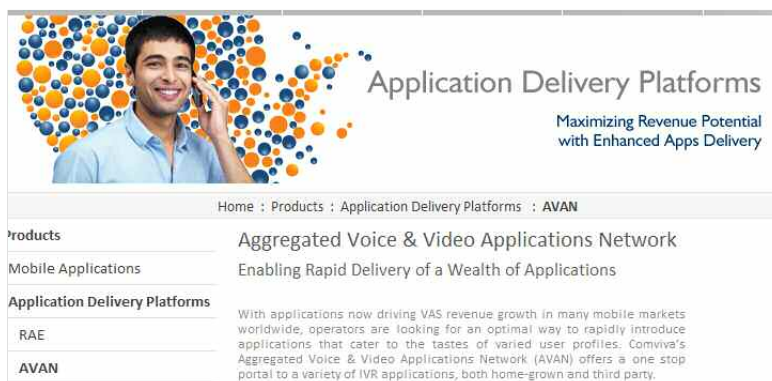 Application Delivery Platforms
Maximizing Revenue Potential
with Enhanced Apps Delivery
Home : Products : Application Delivery Platforms : AVAN
Products
Mobile Applications
Application Delivery Platforms
RAE
AVAN
Aggregated Voice & Video Applications Network
Enabling Rapid Delivery of a Wealth of Applications
With applications now driving VAS revenue growth in many mobile markets
worldwide, operators are looking for an optimal way to rapidly introduce
applications that cater to the tastes of varied user profiles. Comviva's
Aggregated Voice & Video Applications Network (AVAN) offers a one stop
portal to a variety of IVR applications, both home-grown and third party.